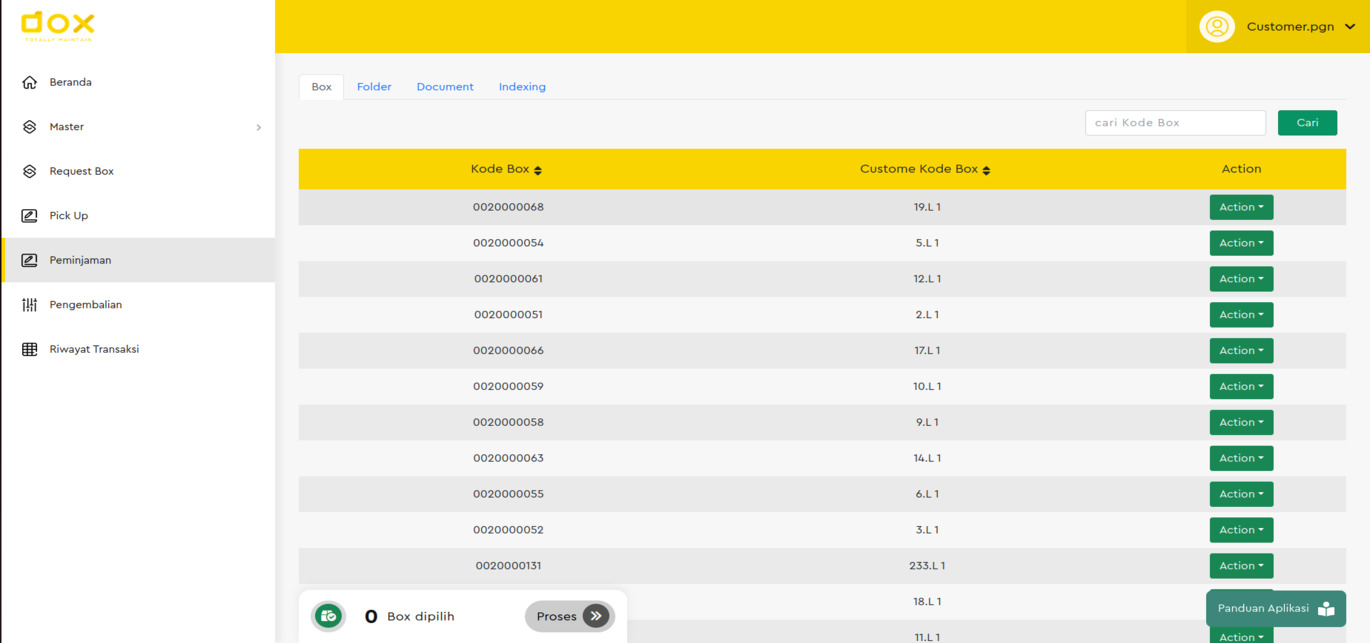 dox
TOTALLY MAINTAIN
Customer.pgn
Beranda
Master
Request Box
Pick Up
Peminjaman
Pengembalian
Riwayat Transaksi
Box Folder Document Indexing
cari Kode Box Cari
Kode Box Custome Kode Box Action
0020000068 19.L 1 Action
0020000054 5.L 1 Action
0020000061 12.L 1 Action
0020000051 2.L 1 Action
0020000066 17.L 1 Action
0020000059 10.L 1 Action
0020000058 9.L 1 Action
0020000063 14.L 1 Action
0020000055 6.L 1 Action
0020000052 3.L 1 Action
0020000131 233.L 1 Action
18.L 1
11.L 1 Action
0 Box dipilih Proses
Panduan Aplikasi